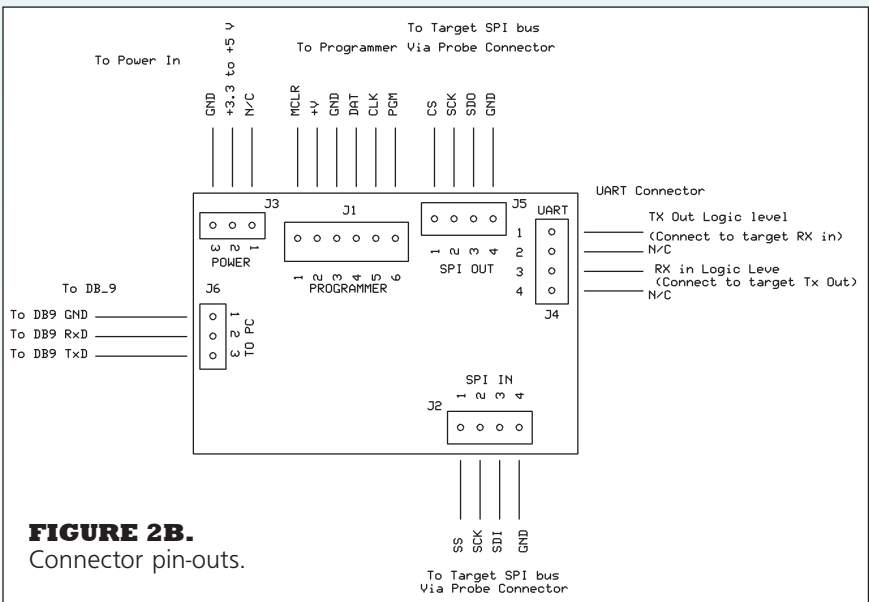 To Target SPI bus
To Programmer Via Probe Connector
To Power In
GND
+3.3 to +5 V
N/C
MCLR
+V
GND
DAT
CLK
PGM
CS
SCK
SDO
GND
UART Connector
J3
J1
J5
UART
TX Out Logic level
1
(Connect to target RX in)
2
N/C
3
RX in Logic Leve
(Connect to target Tx Out)
4
N/C
J4
3 2 1
POWER
1 2 3 4 5 6
PROGRAMMER
1 2 3 4
SPI OUT
To DB_9
J6
To DB9 GND
To DB9 RxD
To DB9 TxD
1 2 3
TO PC
SPI IN
1 2 3 4
J2
SS
SCK
SDI
GND
To Target SPI bus
Via Probe Connector
FIGURE 2B.
Connector pin-outs.